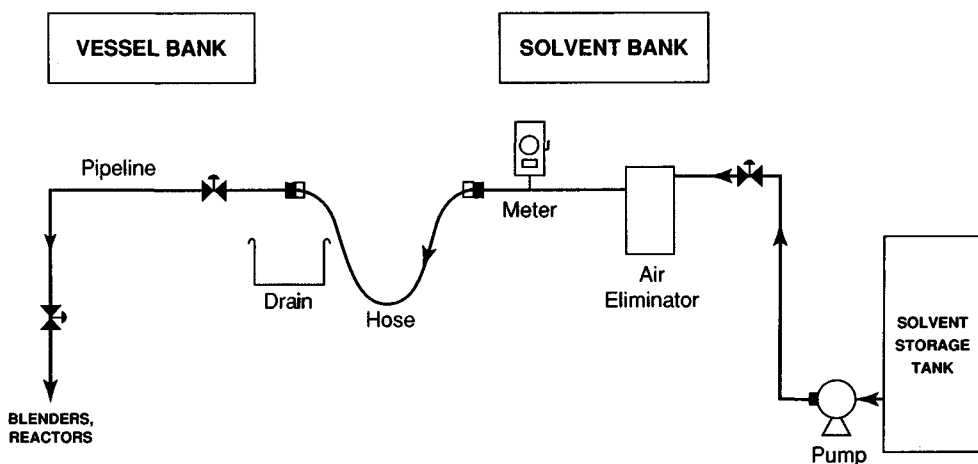 VESSEL BANK
SOLVENT BANK
Pipeline
Meter
Drain
Hose
Air
Eliminator
SOLVENT
STORAGE
TANK
BLENDERS,
REACTORS
Pump